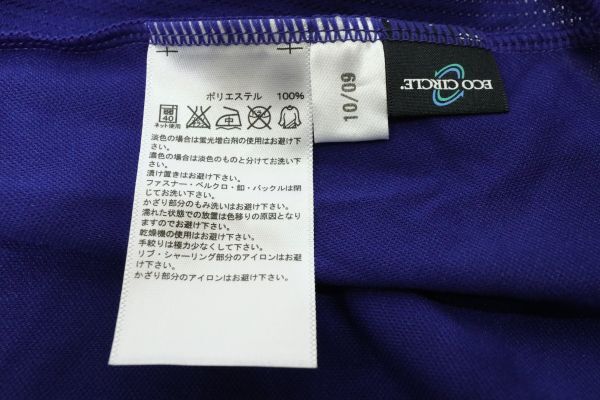 ポリエステル 100%
40
ネット使用
中
淡色の場合は蛍光増白剤の使用はお避け下さい。
濃色の場合は淡色のものと分けてお洗い下さい。
漬け置きはお避け下さい。
ファスナー・ベルクロ・釦・バックルは閉じてお洗い下さい。
かざり部分のもみ洗いはお避け下さい。
濡れた状態での放置は色移りの原因となりますのでお避け下さい。
乾燥機の使用はお避け下さい。
手絞りは極力少なくして下さい。
リブ・シャーリング部分のアイロンはお避け下さい。
かざり部分のアイロンはお避け下さい。
10/09
ECO CIRCLE®